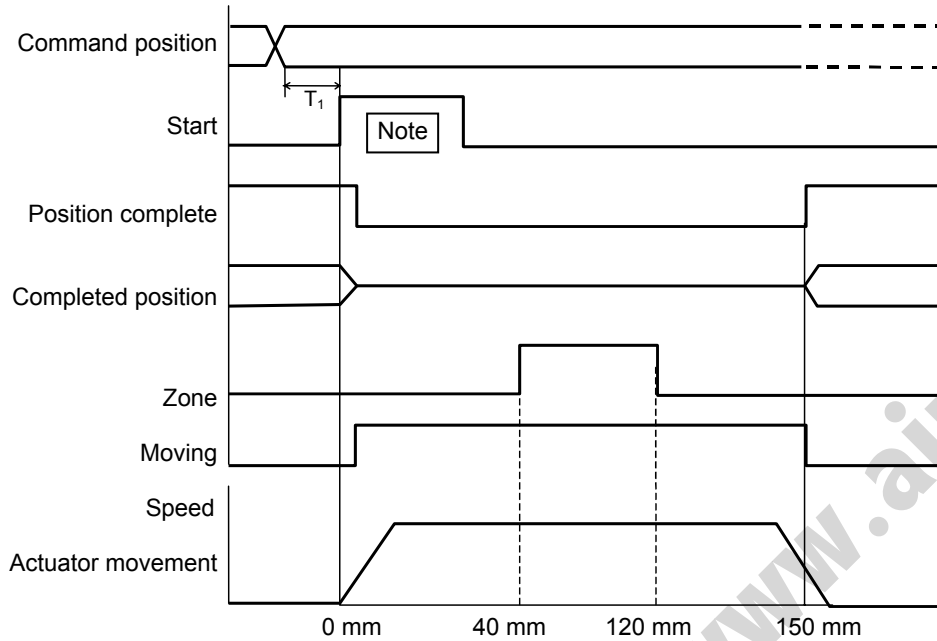 Command position
T₁
Start
Note
Position complete
Completed position
Zone
Moving
Speed
Actuator movement
0 mm 40 mm 120 mm 150 mm